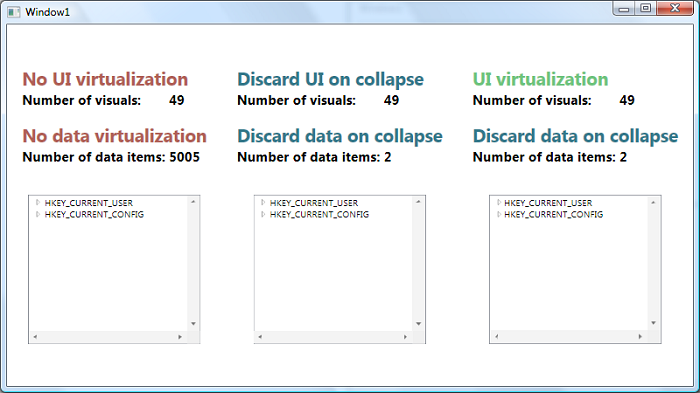 Window1
No UI virtualization
Number of visuals: 49
No data virtualization
Number of data items: 5005
HKEY_CURRENT_USER
HKEY_CURRENT_CONFIG
Discard UI on collapse
Number of visuals: 49
Discard data on collapse
Number of data items: 2
HKEY_CURRENT_USER
HKEY_CURRENT_CONFIG
UI virtualization
Number of visuals: 49
Discard data on collapse
Number of data items: 2
HKEY_CURRENT_USER
HKEY_CURRENT_CONFIG